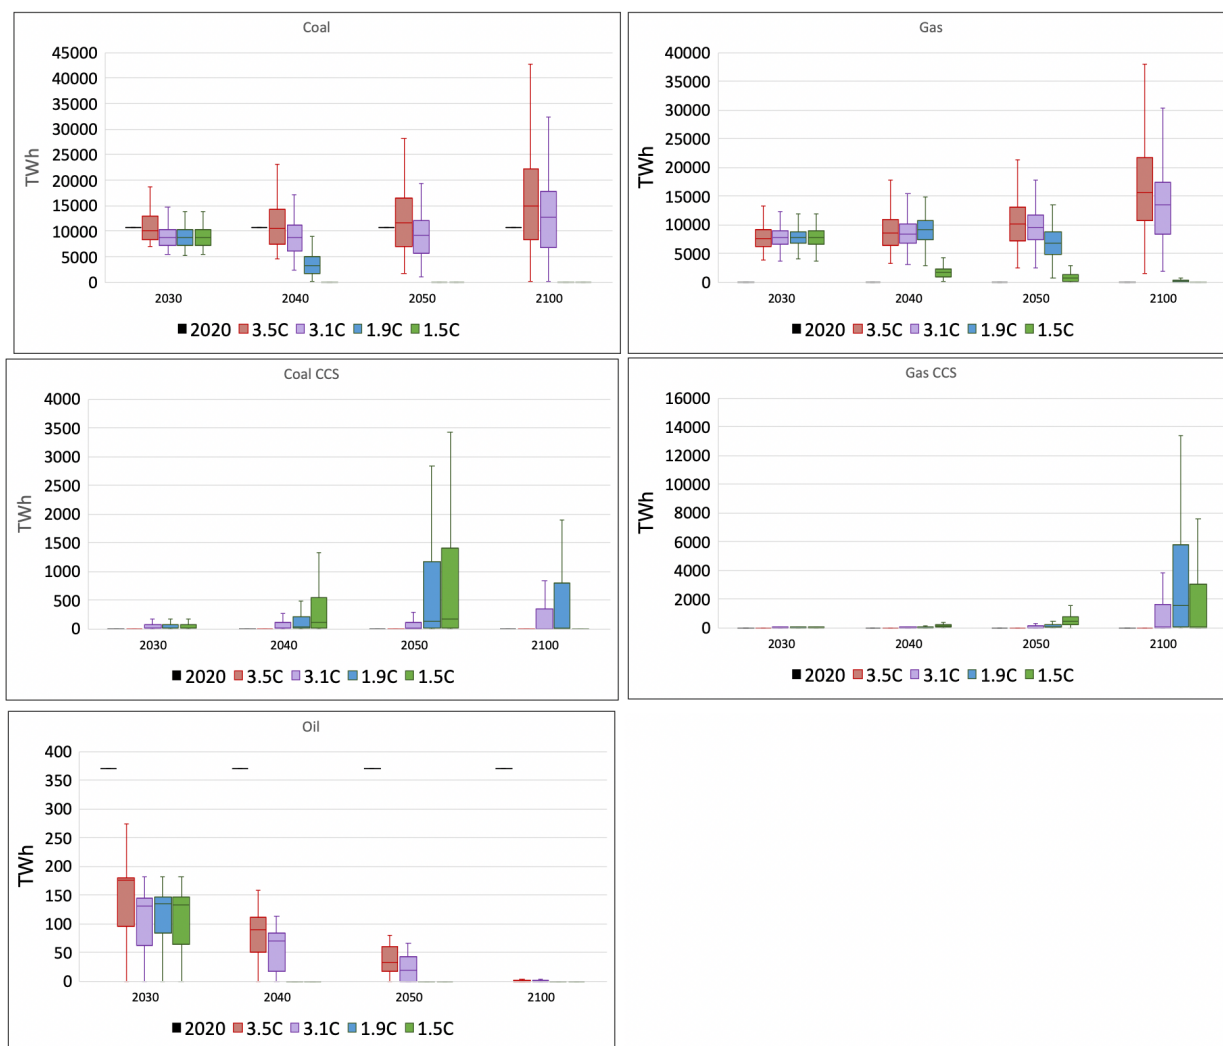 Coal
45000
40000
35000
30000
25000
20000
15000
10000
5000
0
TWh
2030 2040 2050 2100
2020 3.5C 3.1C 1.9C 1.5C
Gas
40000
35000
30000
25000
20000
15000
10000
5000
0
TWh
2030 2040 2050 2100
2020 3.5C 3.1C 1.9C 1.5C
Coal CCS
4000
3500
3000
2500
2000
1500
1000
500
0
TWh
2030 2040 2050 2100
2020 3.5C 3.1C 1.9C 1.5C
Gas CCS
16000
14000
12000
10000
8000
6000
4000
2000
0
TWh
2030 2040 2050 2100
2020 3.5C 3.1C 1.9C 1.5C
Oil
400
350
300
250
200
150
100
50
0
TWh
2030 2040 2050 2100
2020 3.5C 3.1C 1.9C 1.5C